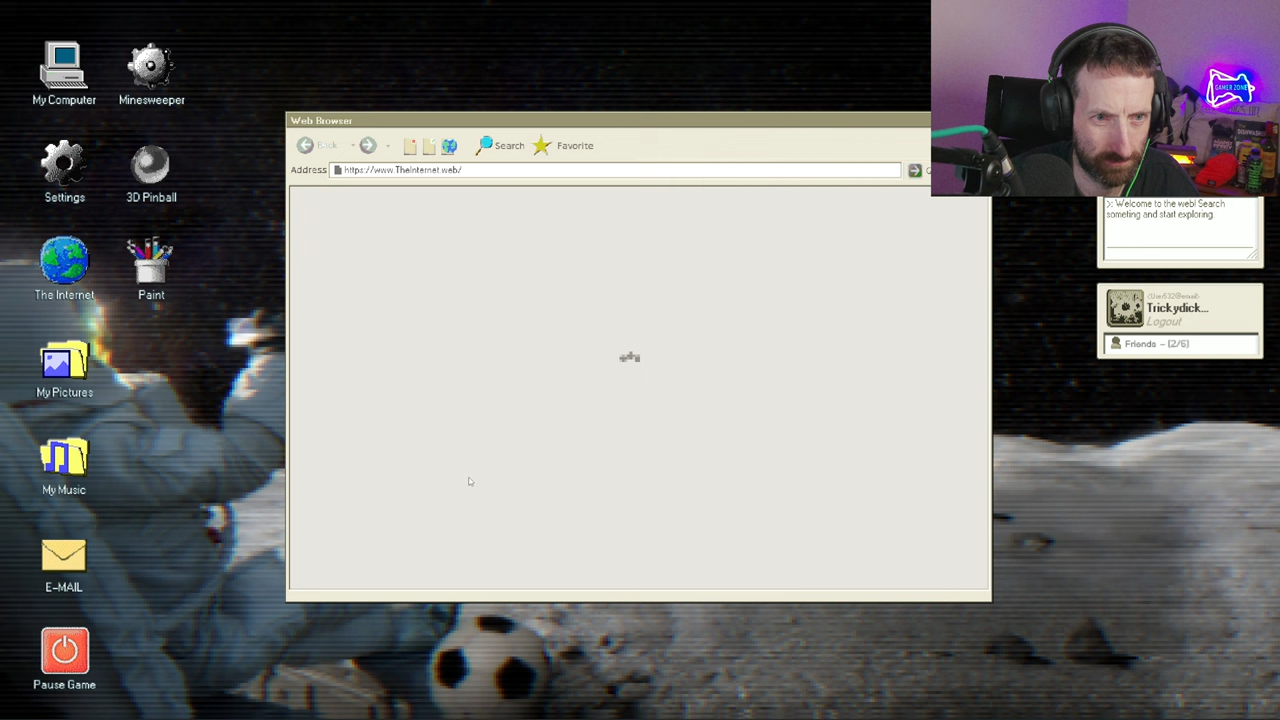 My Computer
Minesweeper
Settings
3D Pinball
The Internet
Paint
My Pictures
My Music
E-MAIL
Pause Game
Web Browser
Back
Search
Favorite
Address
https://www.TheInternet.web/
GAMER ZONE
): Welcome to the web! Search
someting and start exploring.
Trickydick...
Logout
Friends - (2/6)